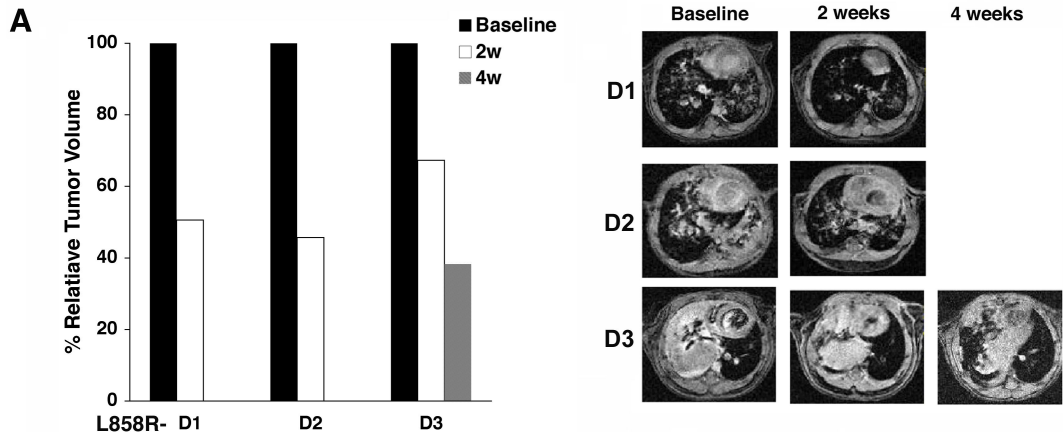 A
% Relatiave Tumor Volume
100
80
60
40
20
0
Baseline
2w
4w
L858R- D1 D2 D3
Baseline 2 weeks 4 weeks
D1
D2
D3